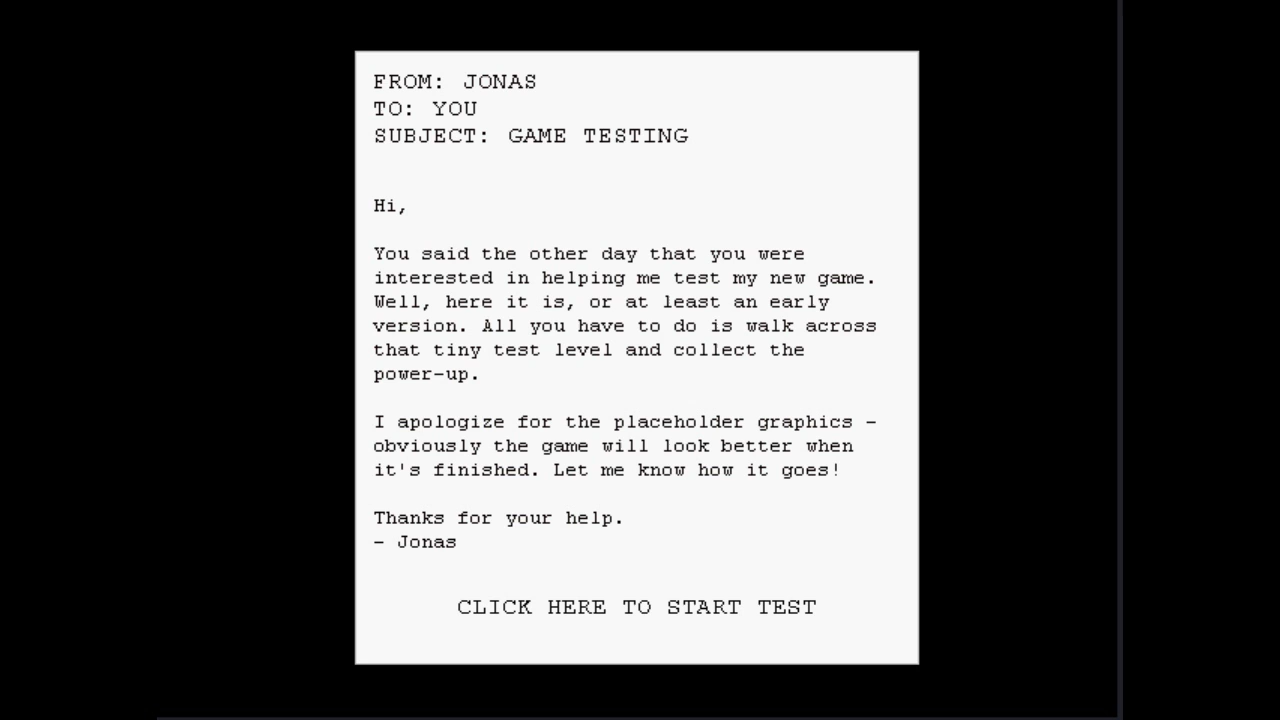 FROM: JONAS
TO: YOU
SUBJECT: GAME TESTING
Hi,
You said the other day that you were
interested in helping me test my new game.
Well, here it is, or at least an early
version. All you have to do is walk across
that tiny test level and collect the
power-up.
I apologize for the placeholder graphics -
obviously the game will look better when
it's finished. Let me know how it goes!
Thanks for your help.
- Jonas
CLICK HERE TO START TEST